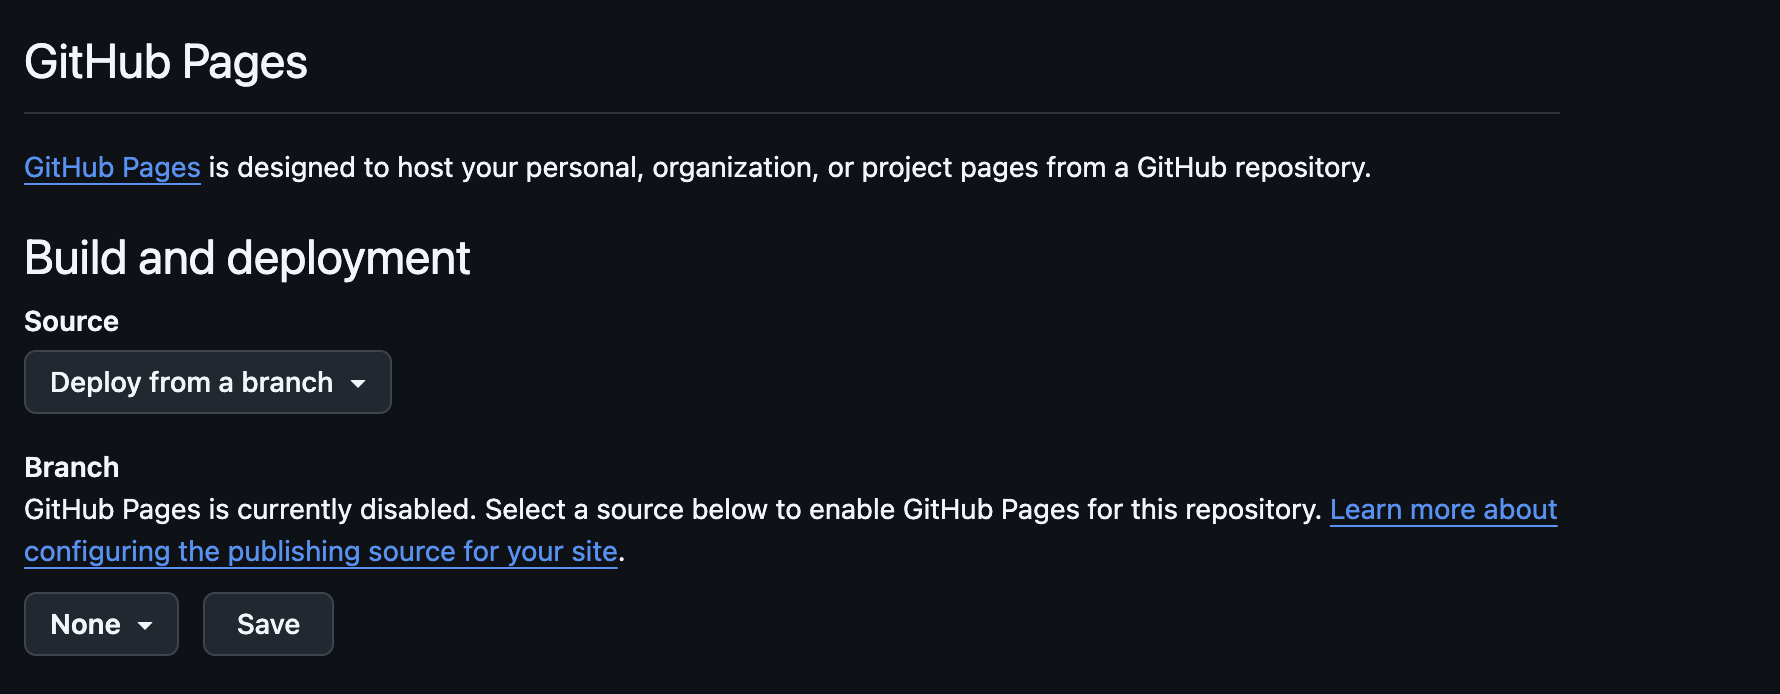 GitHub Pages
GitHub Pages is designed to host your personal, organization, or project pages from a GitHub repository.
Build and deployment
Source
Deploy from a branch
Branch
GitHub Pages is currently disabled. Select a source below to enable GitHub Pages for this repository. Learn more about
configuring the publishing source for your site.
None
Save